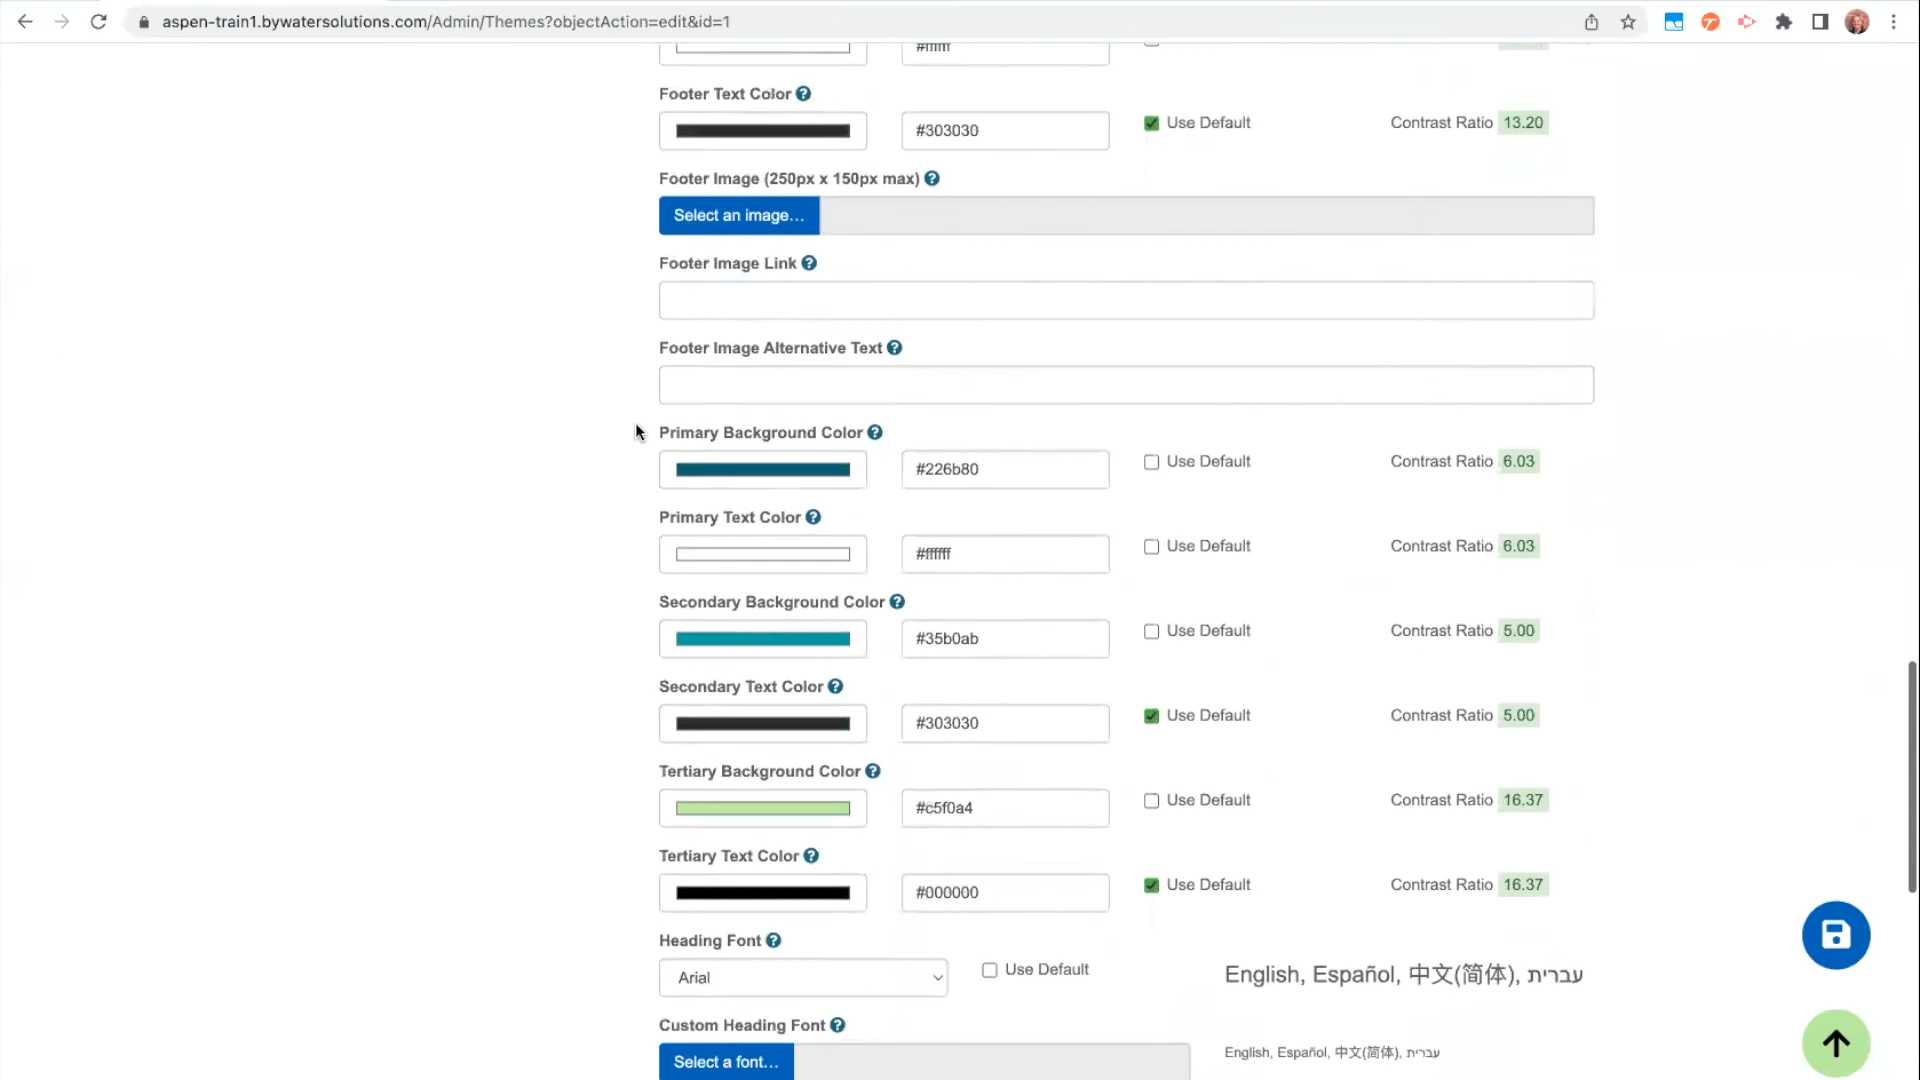 aspen-train1.bywatersolutions.com/Admin/Themes?objectAction=edit&id=1
#ffffff
Footer Text Color
#303030 Use Default Contrast Ratio 13.20
Footer Image (250px x 150px max)
Select an image...
Footer Image Link
Footer Image Alternative Text
Primary Background Color
#226b80 Use Default Contrast Ratio 6.03
Primary Text Color
#ffffff Use Default Contrast Ratio 6.03
Secondary Background Color
#35b0ab Use Default Contrast Ratio 5.00
Secondary Text Color
#303030 Use Default Contrast Ratio 5.00
Tertiary Background Color
#c5f0a4 Use Default Contrast Ratio 16.37
Tertiary Text Color
#000000 Use Default Contrast Ratio 16.37
Heading Font
Arial Use Default English, Español, 中文(简体), עברית
Custom Heading Font
Select a font... English, Español, 中文(简体), עברית